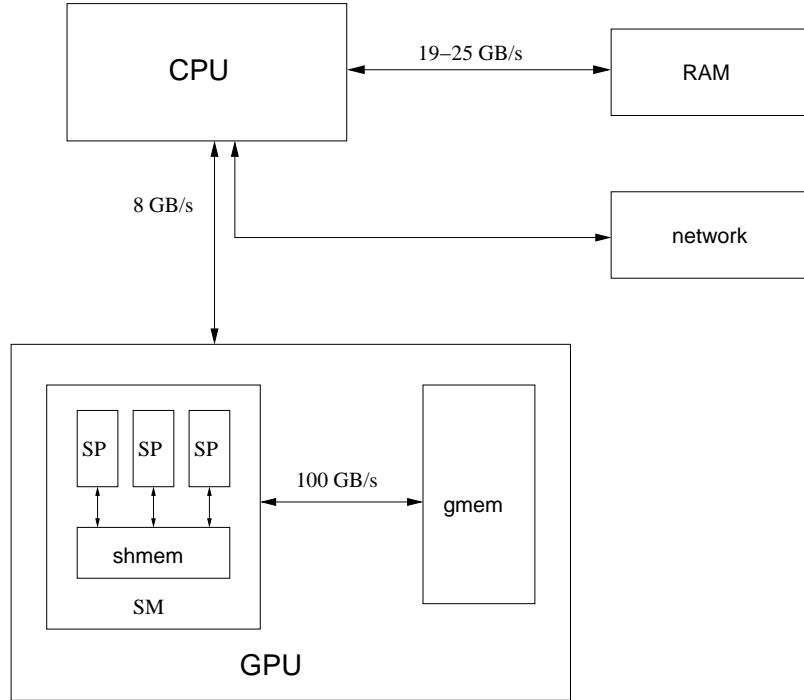 CPU
19–25 GB/s
RAM
8 GB/s
network
SP
SP
SP
100 GB/s
gmem
shmem
SM
GPU